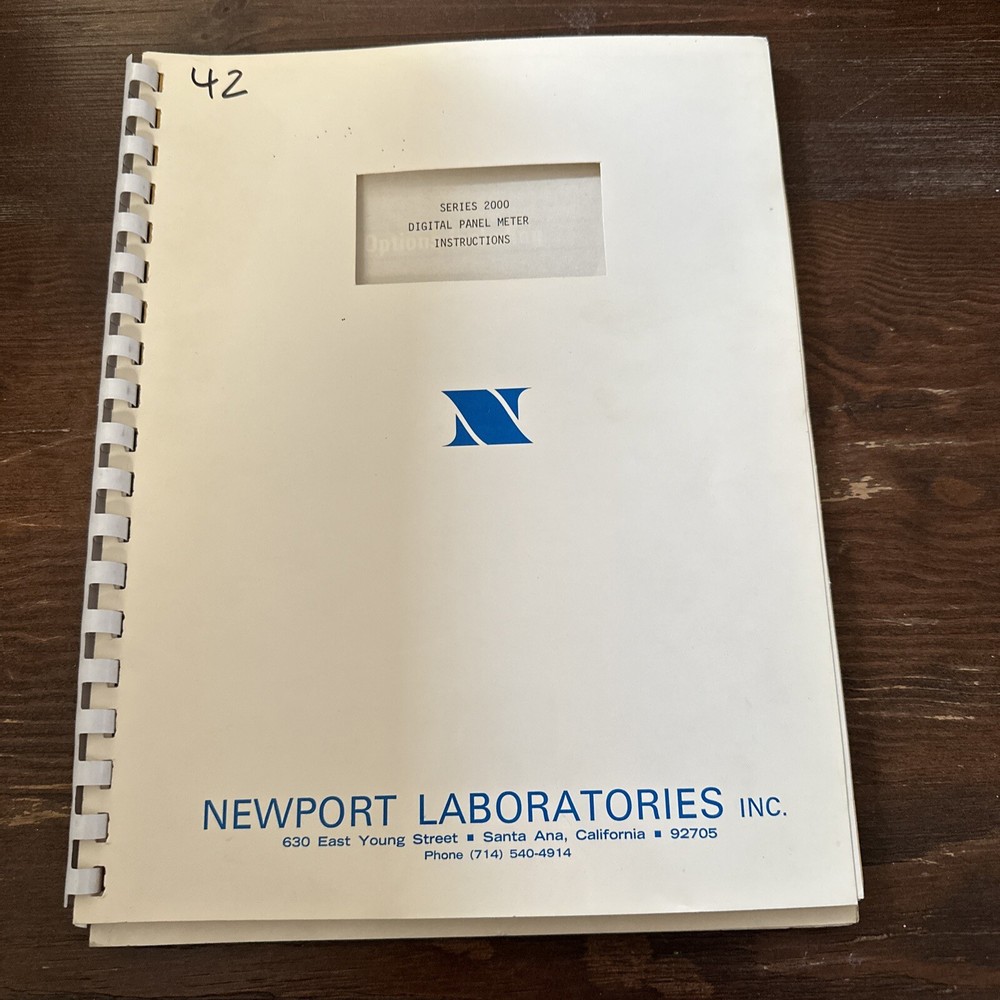 42
SERIES 2000
DIGITAL PANEL METER
INSTRUCTIONS
Options
NEWPORT LABORATORIES INC.
630 East Young Street ■ Santa Ana, California ■ 92705
Phone (714) 540-4914